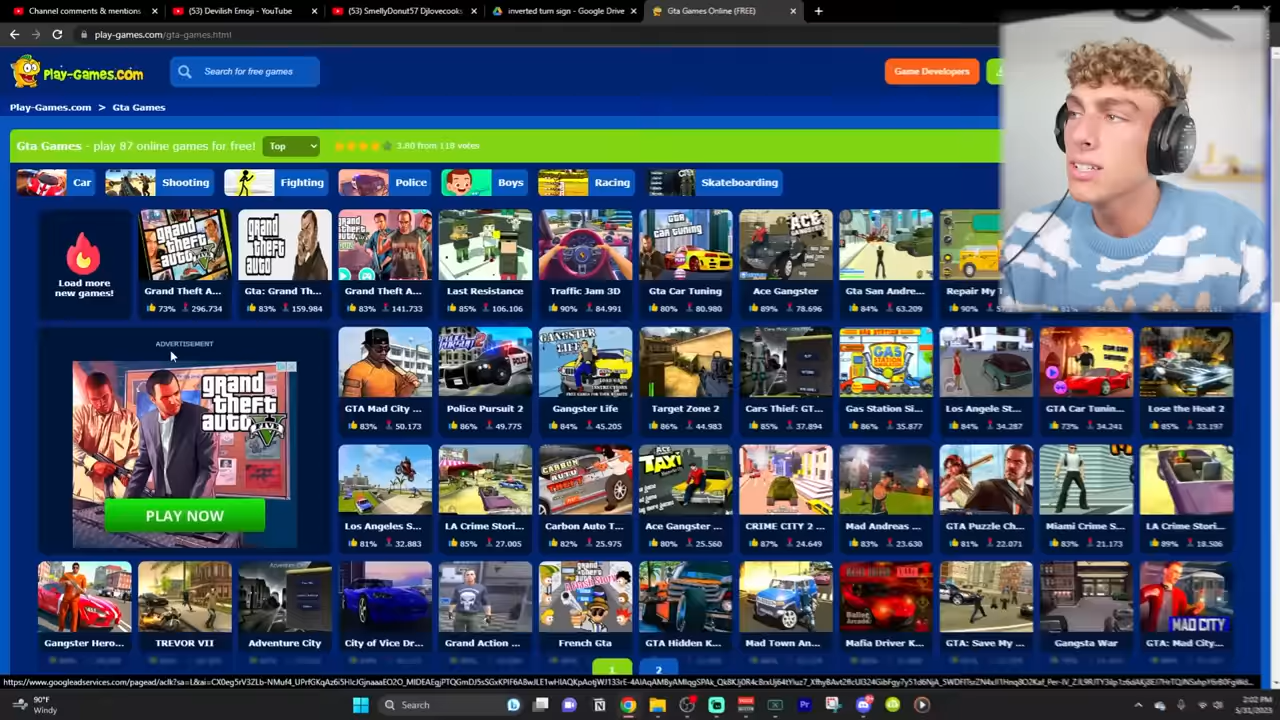 Channel comments & mentions
(53) Devilish Emoji - YouTube
(53) SmellyDonut57 Djlovecooks
inverted turn sign - Google Drive
Gta Games Online (FREE)
play-games.com/gta-games.html
Play-Games.com
Search for free games
Game Developers
Play-Games.com > Gta Games
Gta Games - play 87 online games for free!
Top
3.80 from 118 votes
Car
Shooting
Fighting
Police
Boys
Racing
Skateboarding
Load more new games!
Grand Theft A...
Gta: Grand Th...
Grand Theft A...
Last Resistance
Traffic Jam 3D
Gta Car Tuning
Ace Gangster
Gta San Andre...
Repair My T
73% 296.734
83% 159.984
83% 141.733
85% 106.106
90% 84.991
80% 80.980
89% 78.696
84% 63.209
90%
ADVERTISEMENT
grand theft auto V
PLAY NOW
GTA Mad City ...
Police Pursuit 2
Gangster Life
Target Zone 2
Cars Thief: GT...
Gas Station Si...
Los Angele St...
GTA Car Tunin...
Lose the Heat 2
83% 50.173
86% 49.775
84% 45.205
86% 44.983
85% 37.894
86% 35.877
84% 34.287
73% 34.241
85% 33.197
Los Angeles S...
LA Crime Stori...
Carbon Auto T...
Ace Gangster ...
CRIME CITY 2 ...
Mad Andreas ...
GTA Puzzle Ch...
Miami Crime S...
LA Crime Stori...
81% 32.883
85% 27.005
82% 25.975
80% 25.560
87% 24.649
83% 23.630
81% 22.071
83% 21.173
89% 18.506
Gangster Hero...
TREVOR VII
Adventure City
City of Vice Dr...
Grand Action ...
French Gta
GTA Hidden K...
Mad Town An...
Mafia Driver K...
GTA: Save My ...
Gangsta War
GTA: Mad City...
1
2
90°F
Windy
Search
2:02 PM
5/31/2023